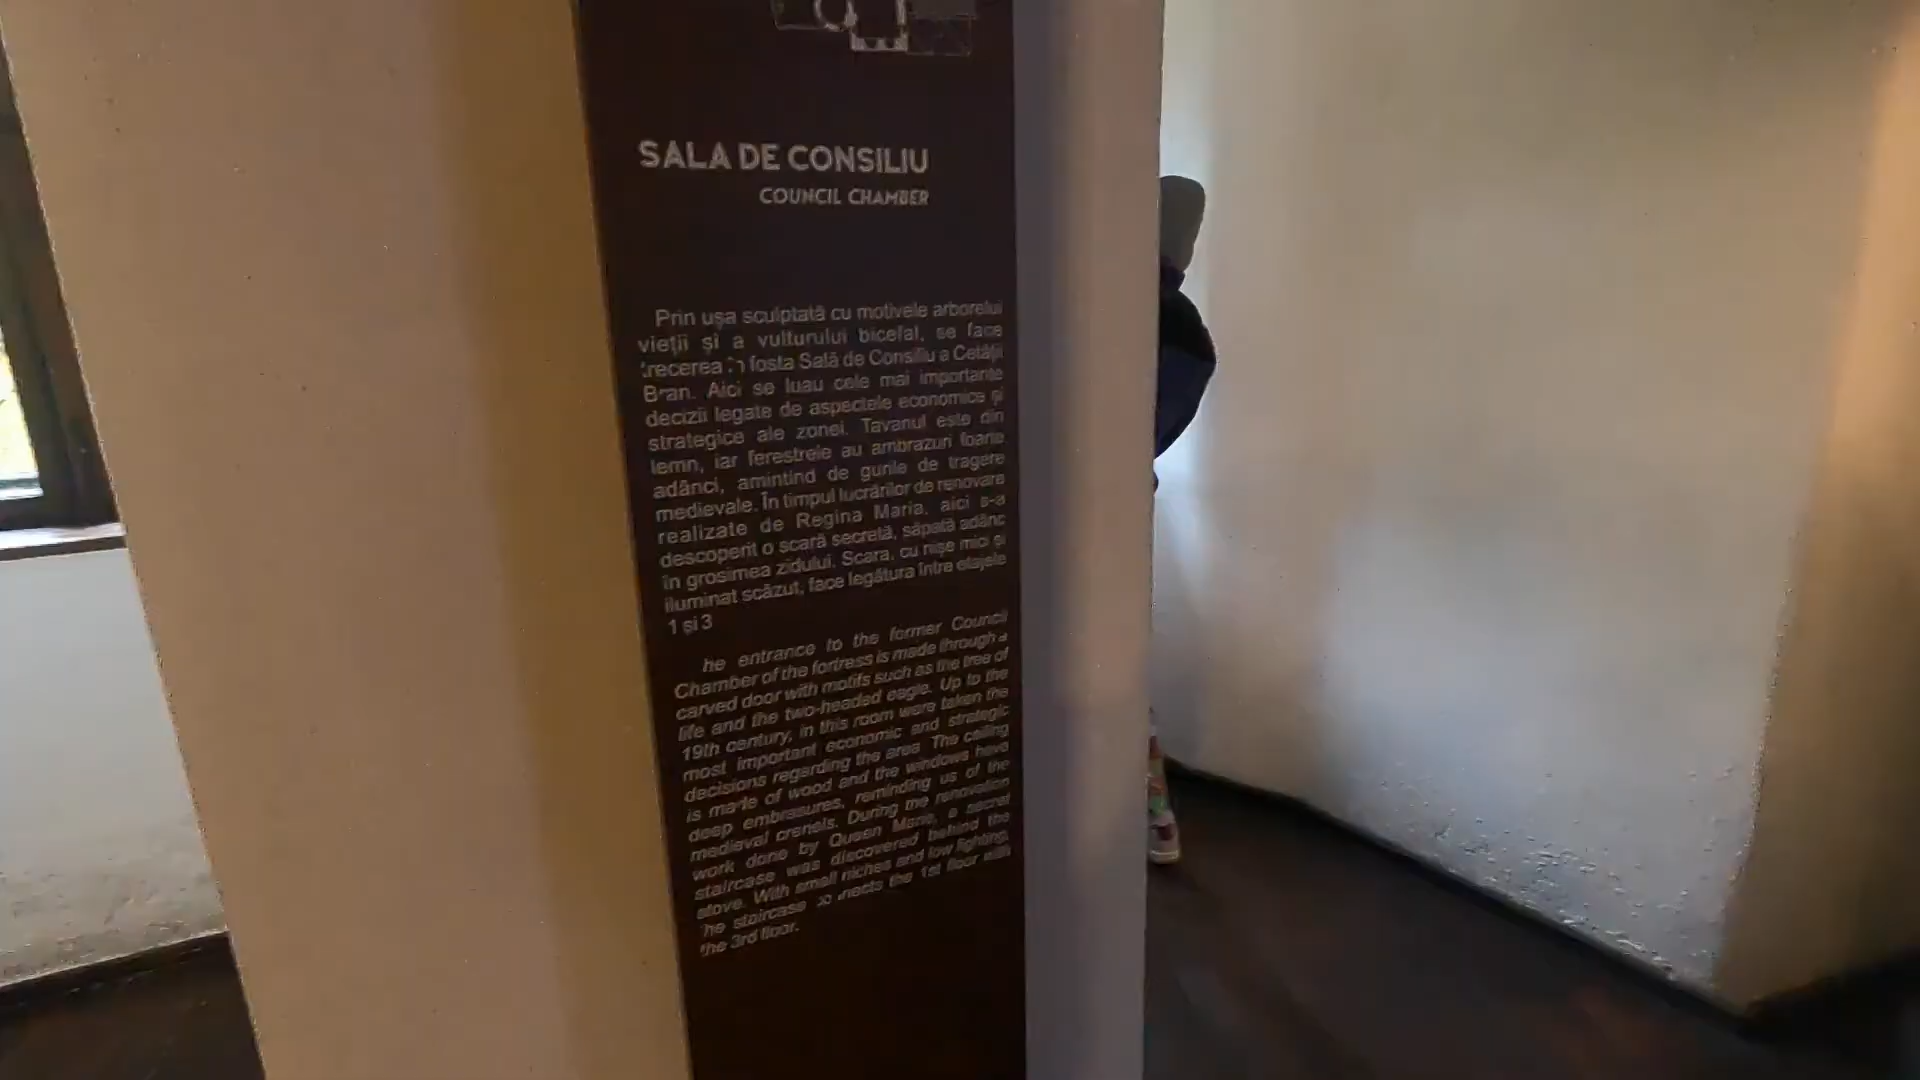 SALA DE CONSILIU
COUNCIL CHAMBER
Prin ușa sculptată cu motivele arborelui
vieții și a vulturului bicefal, se face
trecerea în fosta Sală de Consiliu a Cetății
Bran. Aici se luau cele mai importante
decizii legate de aspectele economice și
strategice ale zonei. Tavanul este din
lemn, iar ferestrele au ambrazuri foarte
adânci, amintind de gurile de tragere
medievale. În timpul lucrărilor de renovare
realizate de Regina Maria, aici s-a
descoperit o scară secretă, săpată adânc
în grosimea zidului. Scara, cu nișe mici și
iluminat scăzut, face legătura între etajele
1 și 3
he entrance to the former Council
Chamber of the fortress is made through a
carved door with motifs such as the tree of
life and the two-headed eagle. Up to the
19th century, in this room were taken the
most important economic and strategic
decisions regarding the area. The ceiling
is made of wood and the windows have
deep embrasures, reminding us of the
medieval crenels. During the renovation
work done by Queen Marie, a secret
staircase was discovered behind the
stove. With small niches and low lighting,
he staircase connects the 1st floor with
the 3rd floor.